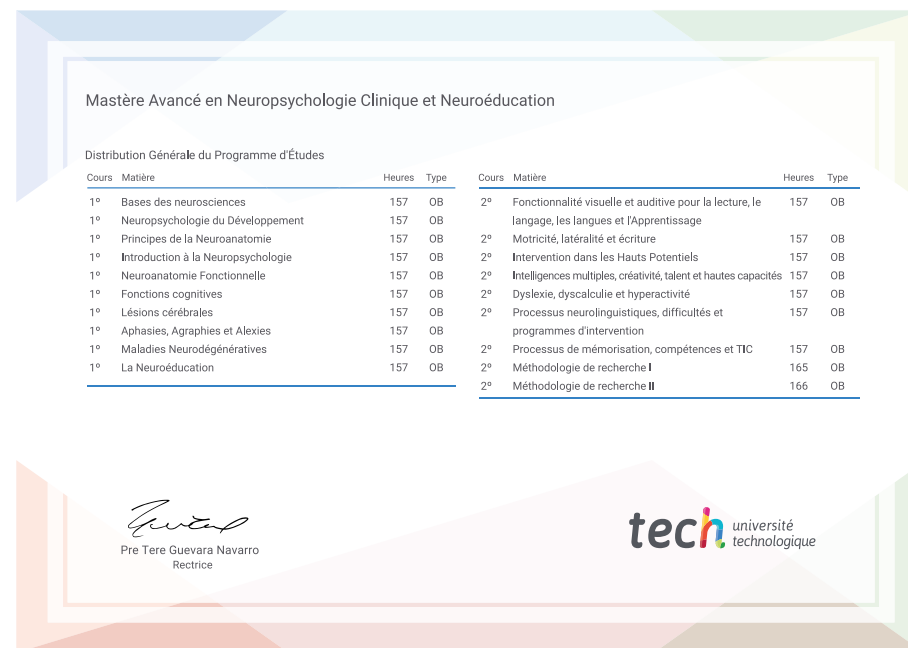 Mastère Avancé en Neuropsychologie Clinique et Neuroéducation
Distribution Générale du Programme d'Études
Cours Matière Heures Type
1º Bases des neurosciences 157 OB
1º Neuropsychologie du Développement 157 OB
1º Principes de la Neuroanatomie 157 OB
1º Introduction à la Neuropsychologie 157 OB
1º Neuroanatomie Fonctionnelle 157 OB
1º Fonctions cognitives 157 OB
1º Lésions cérébrales 157 OB
1º Aphasies, Agraphies et Alexies 157 OB
1º Maladies Neurodégénératives 157 OB
1º La Neuroéducation 157 OB
Cours Matière Heures Type
2º Fonctionnalité visuelle et auditive pour la lecture, le 157 OB
langage, les langues et l'Apprentissage
2º Motricité, latéralité et écriture 157 OB
2º Intervention dans les Hauts Potentiels 157 OB
2º Intelligences multiples, créativité, talent et hautes capacités 157 OB
2º Dyslexie, dyscalculie et hyperactivité 157 OB
2º Processus neurolinguistiques, difficultés et 157 OB
programmes d'intervention
2º Processus de mémorisation, compétences et TIC 157 OB
2º Méthodologie de recherche I 165 OB
2º Méthodologie de recherche II 166 OB
Pre Tere Guevara Navarro
Rectrice
tech université
technologique